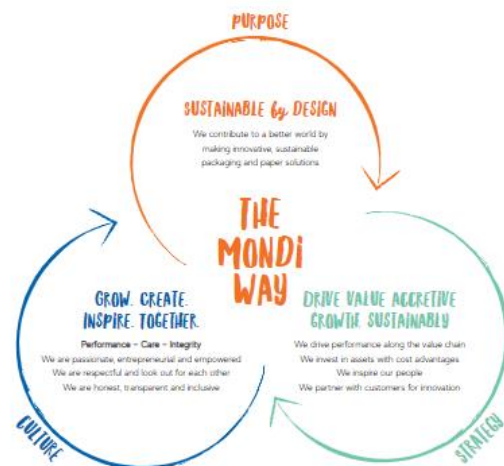 PURPOSE
SUSTAINABLE by DESIGN
We contribute to a better world by
making innovative, sustainable
packaging and paper solutions
THE
MONDI
WAY
GROW. CREATE.
INSPIRE. TOGETHER.
Performance – Care – Integrity
We are passionate, entrepreneurial and empowered
We are respectful and look out for each other
We are honest, transparent and inclusive
CULTURE
DRIVE VALUE ACCRETIVE
GROWTH, SUSTAINABLY
We drive performance along the value chain
We invest in assets with cost advantages
We inspire our people
We partner with customers for innovation
STRATEGY